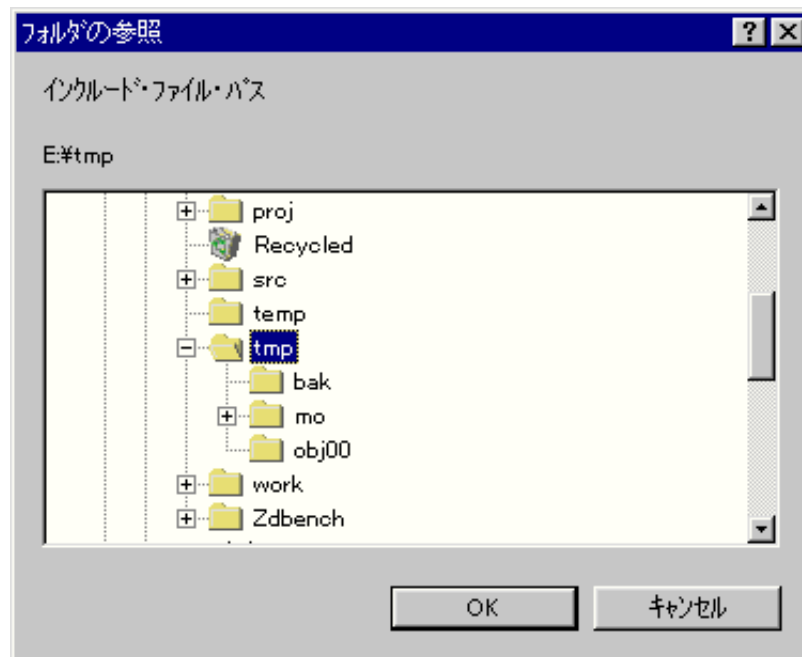 フォルダの参照
インクルード・ファイル・パス
E:¥tmp
proj
Recycled
src
temp
tmp
bak
mo
obj00
work
Zdbench
OK キャンセル